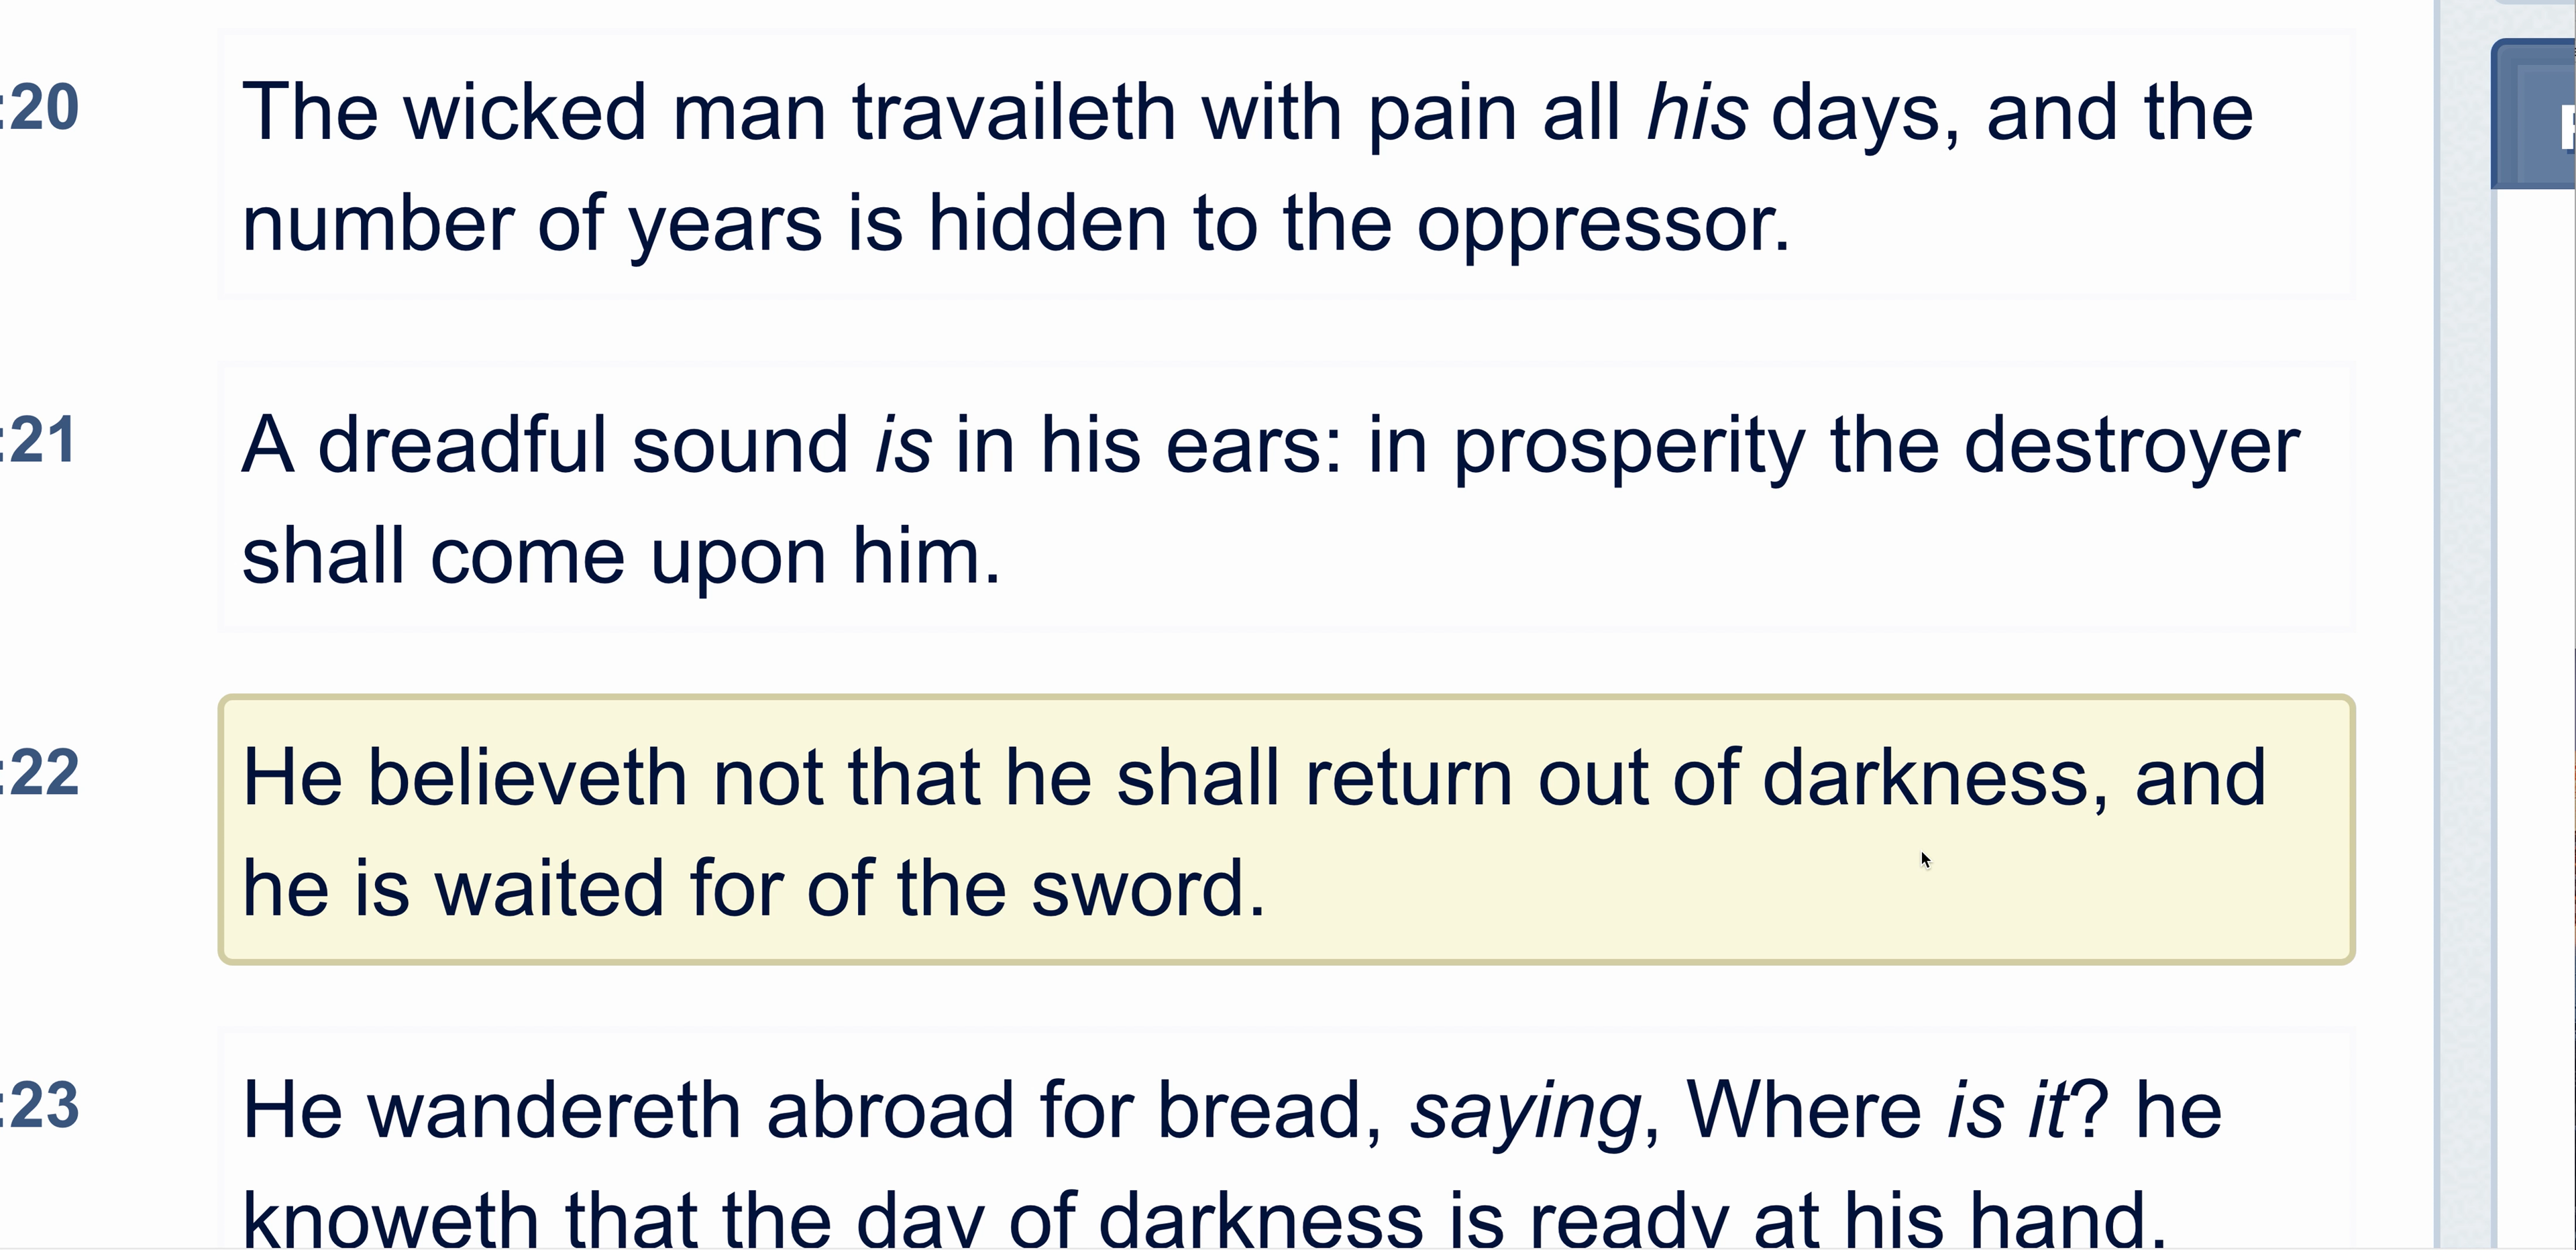 :20 The wicked man travaileth with pain all his days, and the
number of years is hidden to the oppressor.
:21 A dreadful sound is in his ears: in prosperity the destroyer
shall come upon him.
:22 He believeth not that he shall return out of darkness, and
he is waited for of the sword.
:23 He wandereth abroad for bread, saying, Where is it? he
knoweth that the day of darkness is ready at his hand.